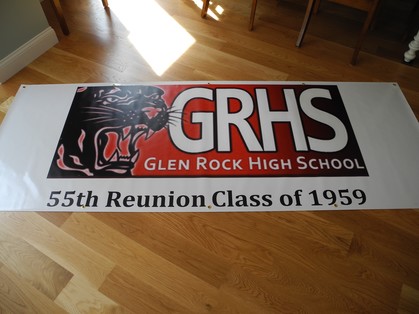 GRHS
GLEN ROCK HIGH SCHOOL
55th Reunion Class of 1959